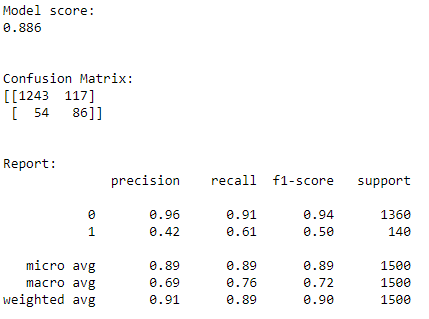 Model score:
0.886
Confusion Matrix:
[[1243  117]
 [  54   86]]
Report:
              precision    recall  f1-score   support
           0       0.96      0.91      0.94      1360
           1       0.42      0.61      0.50       140
   micro avg       0.89      0.89      0.89      1500
   macro avg       0.69      0.76      0.72      1500
weighted avg       0.91      0.89      0.90      1500